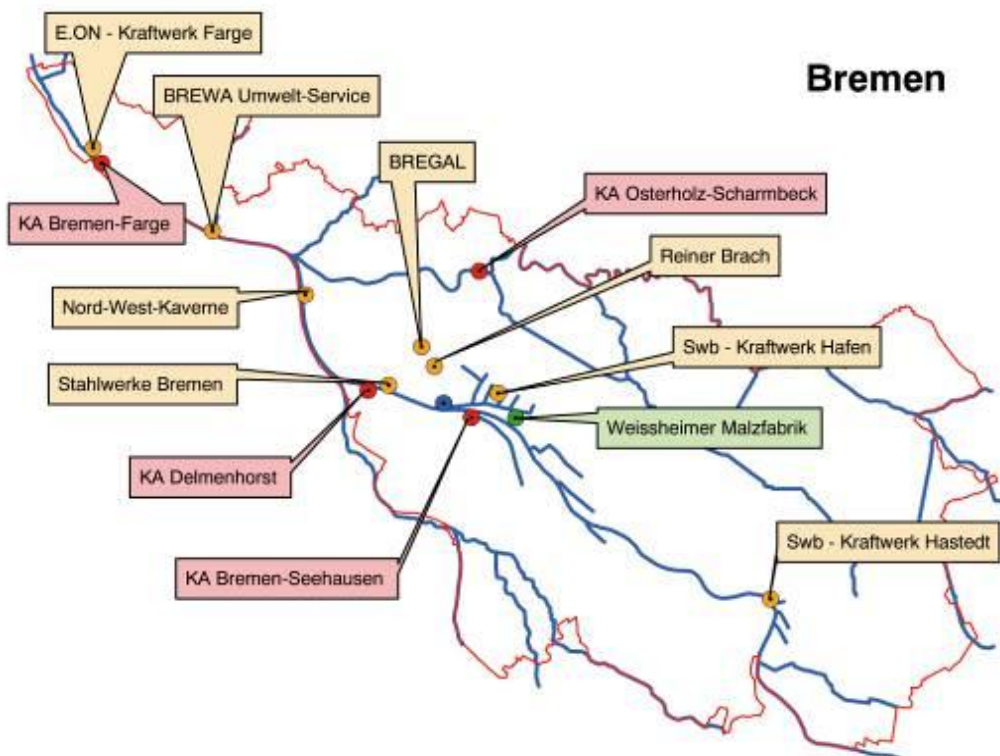 E.ON - Kraftwerk Farge
Bremen
BREWA Umwelt-Service
BREGAL
KA Osterholz-Scharmbeck
KA Bremen-Farge
Reiner Brach
Nord-West-Kaverne
Swb - Kraftwerk Hafen
Stahlwerke Bremen
Weissheimer Malzfabrik
KA Delmenhorst
Swb - Kraftwerk Hastedt
KA Bremen-Seehausen